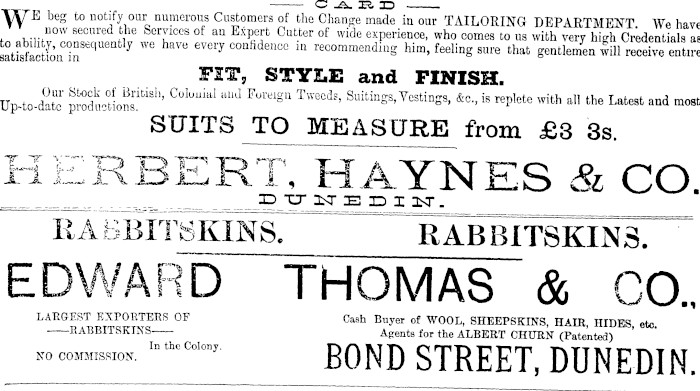 CARD
WE beg to notify our numerous Customers of the Change made in our TAILORING DEPARTMENT. We have
now secured the Services of an Expert Cutter of wide experience, who comes to us with very high Credentials as
to ability, consequently we have every confidence in recommending him, feeling sure that gentlemen will receive entire
satisfaction in
FIT, STYLE and FINISH.
Our Stock of British, Colonial and Foreign Tweeds, Suitings, Vestings, &c., is replete with all the Latest and most
Up-to-date productions.
SUITS TO MEASURE from £3 3s.
HERBERT, HAYNES & CO.
DUNEDIN.
RABBITSKINS. RABBITSKINS.
EDWARD THOMAS & CO.,
LARGEST EXPORTERS OF
—RABBITSKINS—
In the Colony.
NO COMMISSION.
Cash Buyer of WOOL, SHEEPSKINS, HAIR, HIDES, etc.
Agents for the ALBERT CHURN (Patented)
BOND STREET, DUNEDIN.